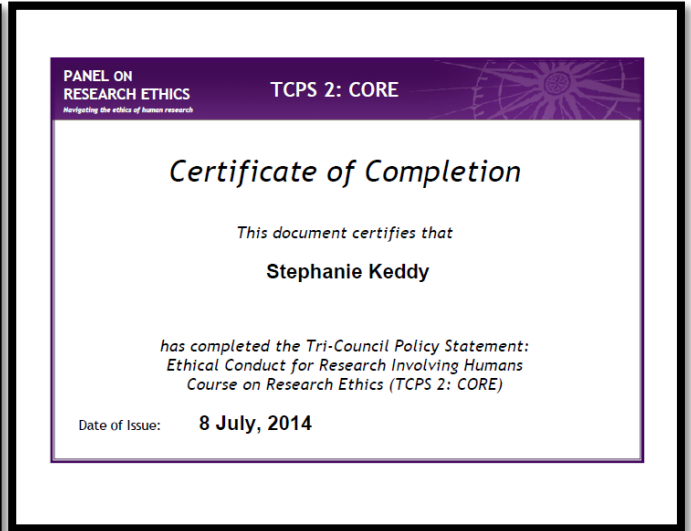 PANEL ON
RESEARCH ETHICS
Navigating the ethics of human research
TCPS 2: CORE
Certificate of Completion
This document certifies that
Stephanie Keddy
has completed the Tri-Council Policy Statement:
Ethical Conduct for Research Involving Humans
Course on Research Ethics (TCPS 2: CORE)
Date of Issue: 8 July, 2014